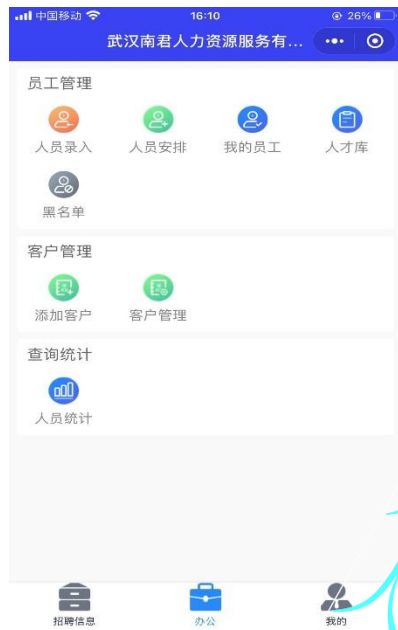 中国移动 16:10 26%
武汉南君人力资源服务有...
员工管理
人员录入 人员安排 我的员工 人才库
黑名单
客户管理
添加客户 客户管理
查询统计
人员统计
招聘信息 办公 我的